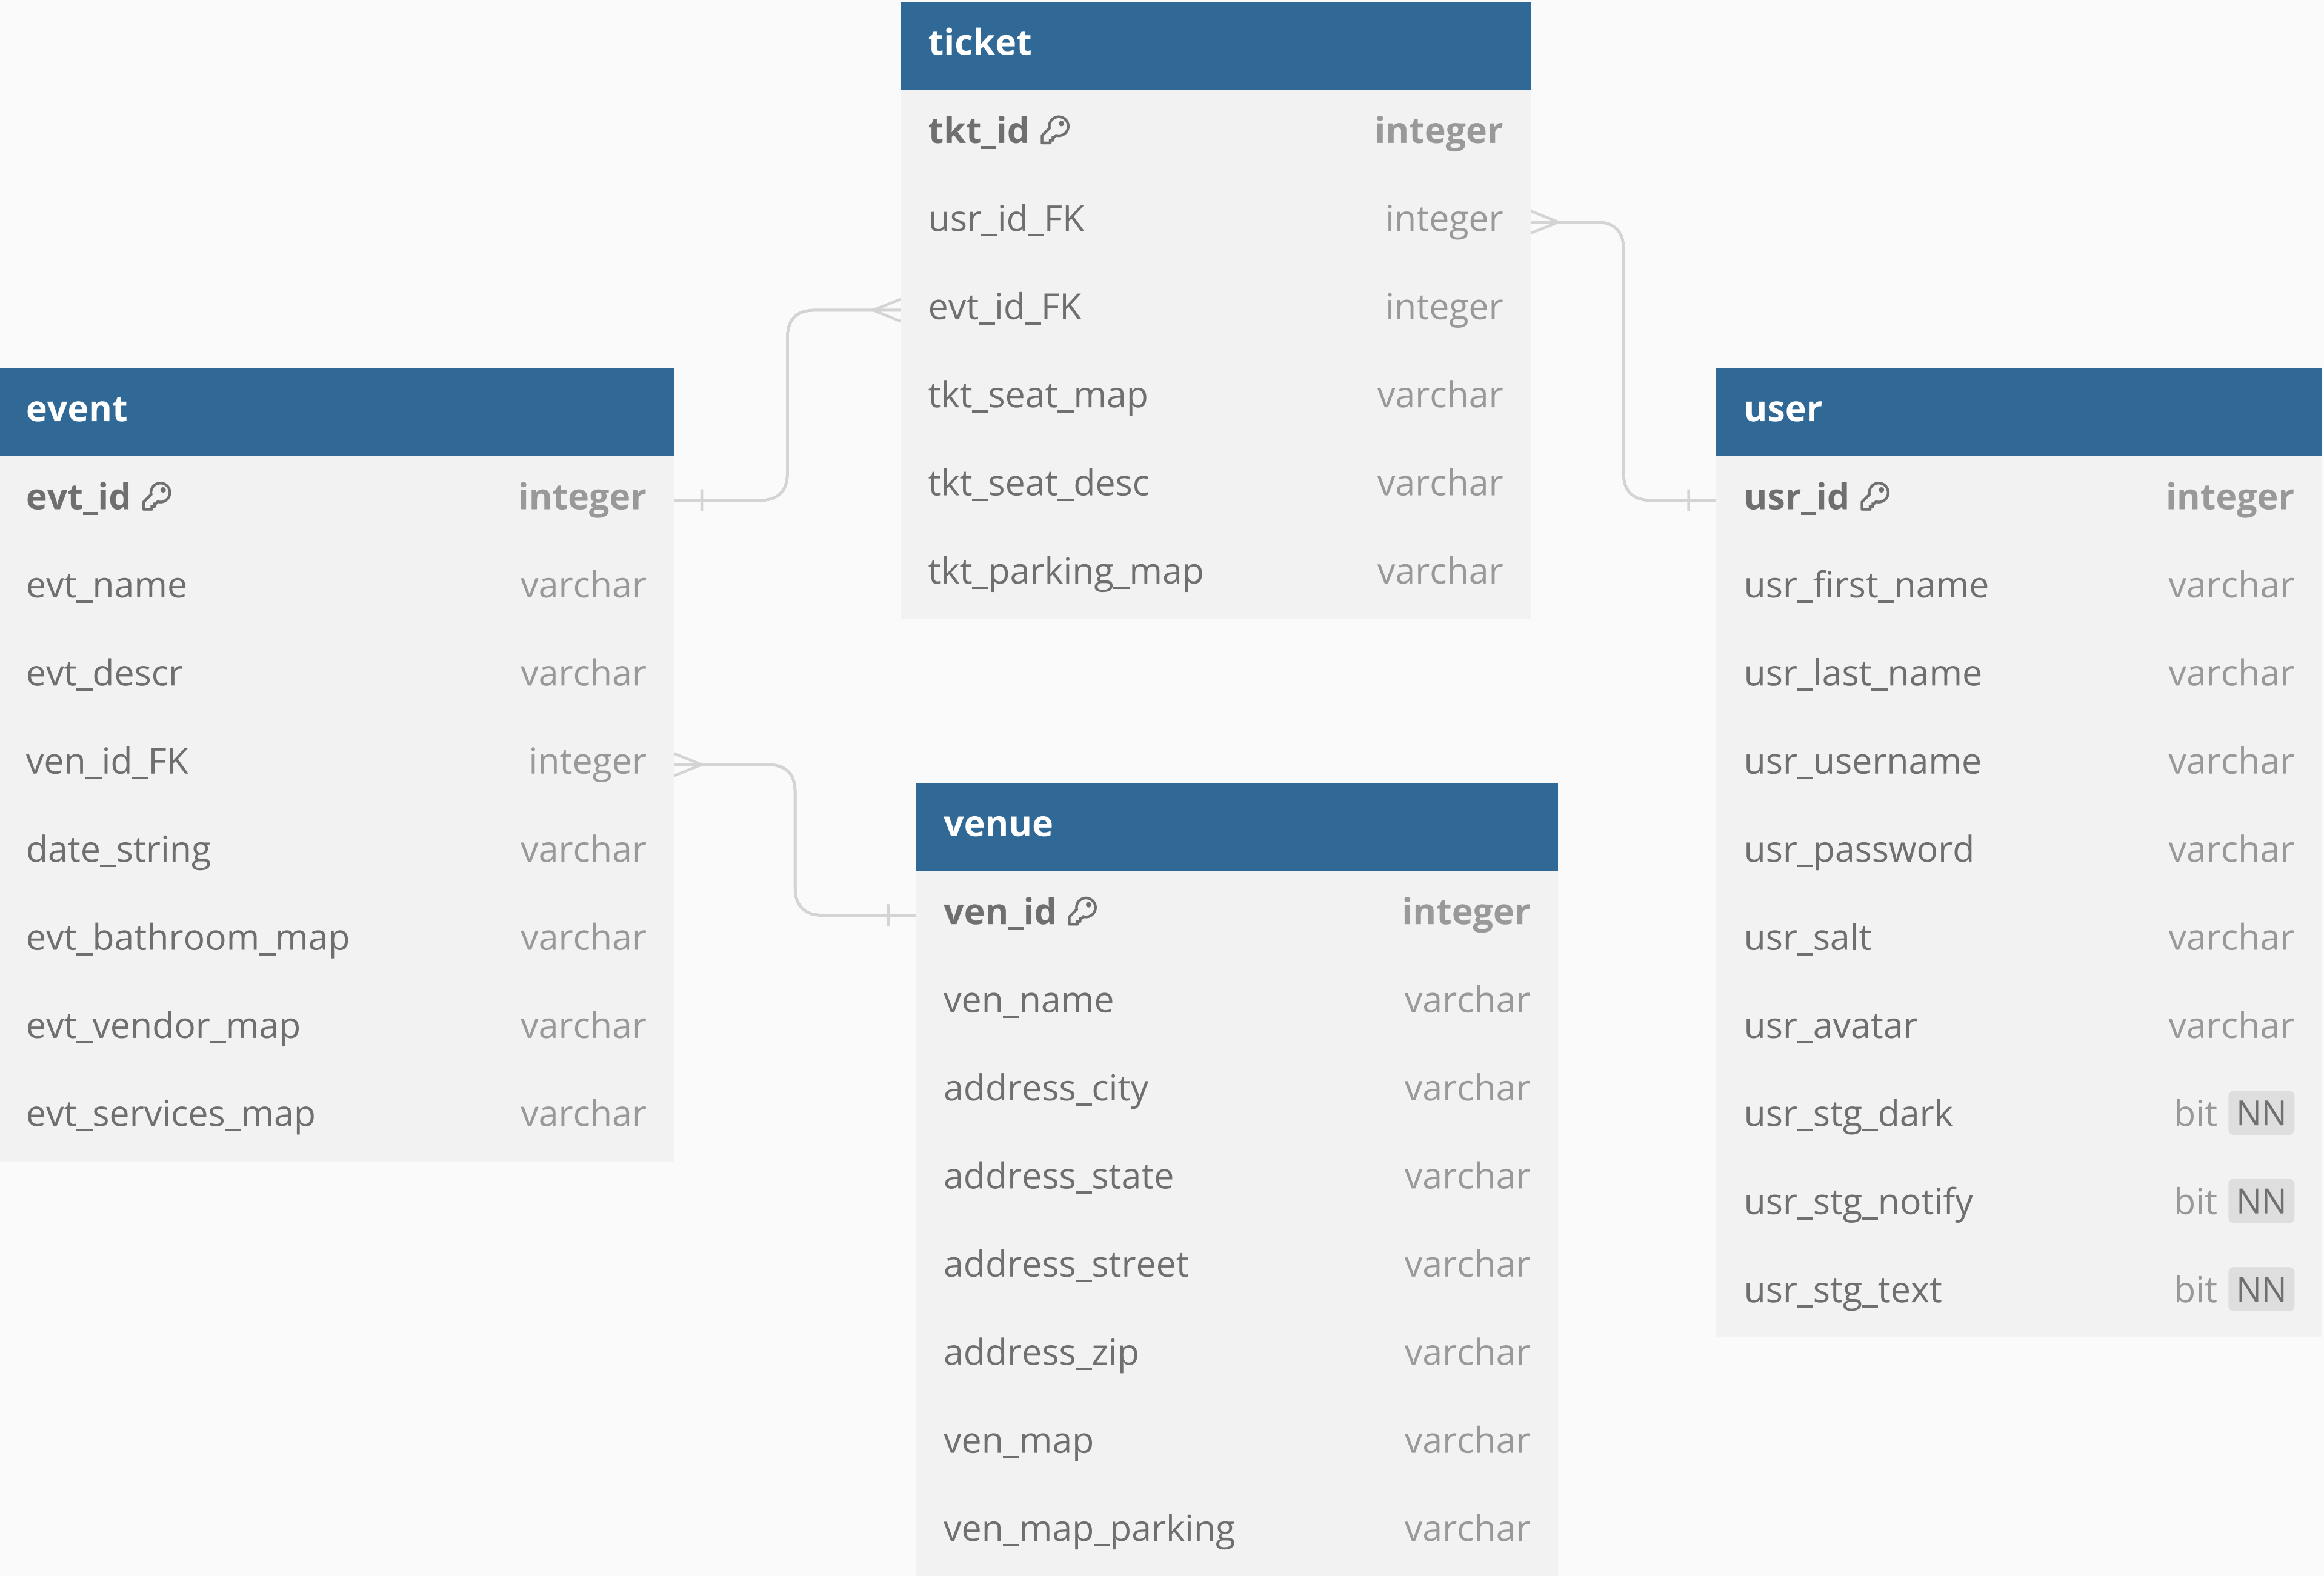 ticket
tkt_id integer
usr_id_FK integer
evt_id_FK integer
tkt_seat_map varchar
tkt_seat_desc varchar
tkt_parking_map varchar
event
evt_id integer
evt_name varchar
evt_descr varchar
ven_id_FK integer
date_string varchar
evt_bathroom_map varchar
evt_vendor_map varchar
evt_services_map varchar
user
usr_id integer
usr_first_name varchar
usr_last_name varchar
usr_username varchar
usr_password varchar
usr_salt varchar
usr_avatar varchar
usr_stg_dark bit NN
usr_stg_notify bit NN
usr_stg_text bit NN
venue
ven_id integer
ven_name varchar
address_city varchar
address_state varchar
address_street varchar
address_zip varchar
ven_map varchar
ven_map_parking varchar